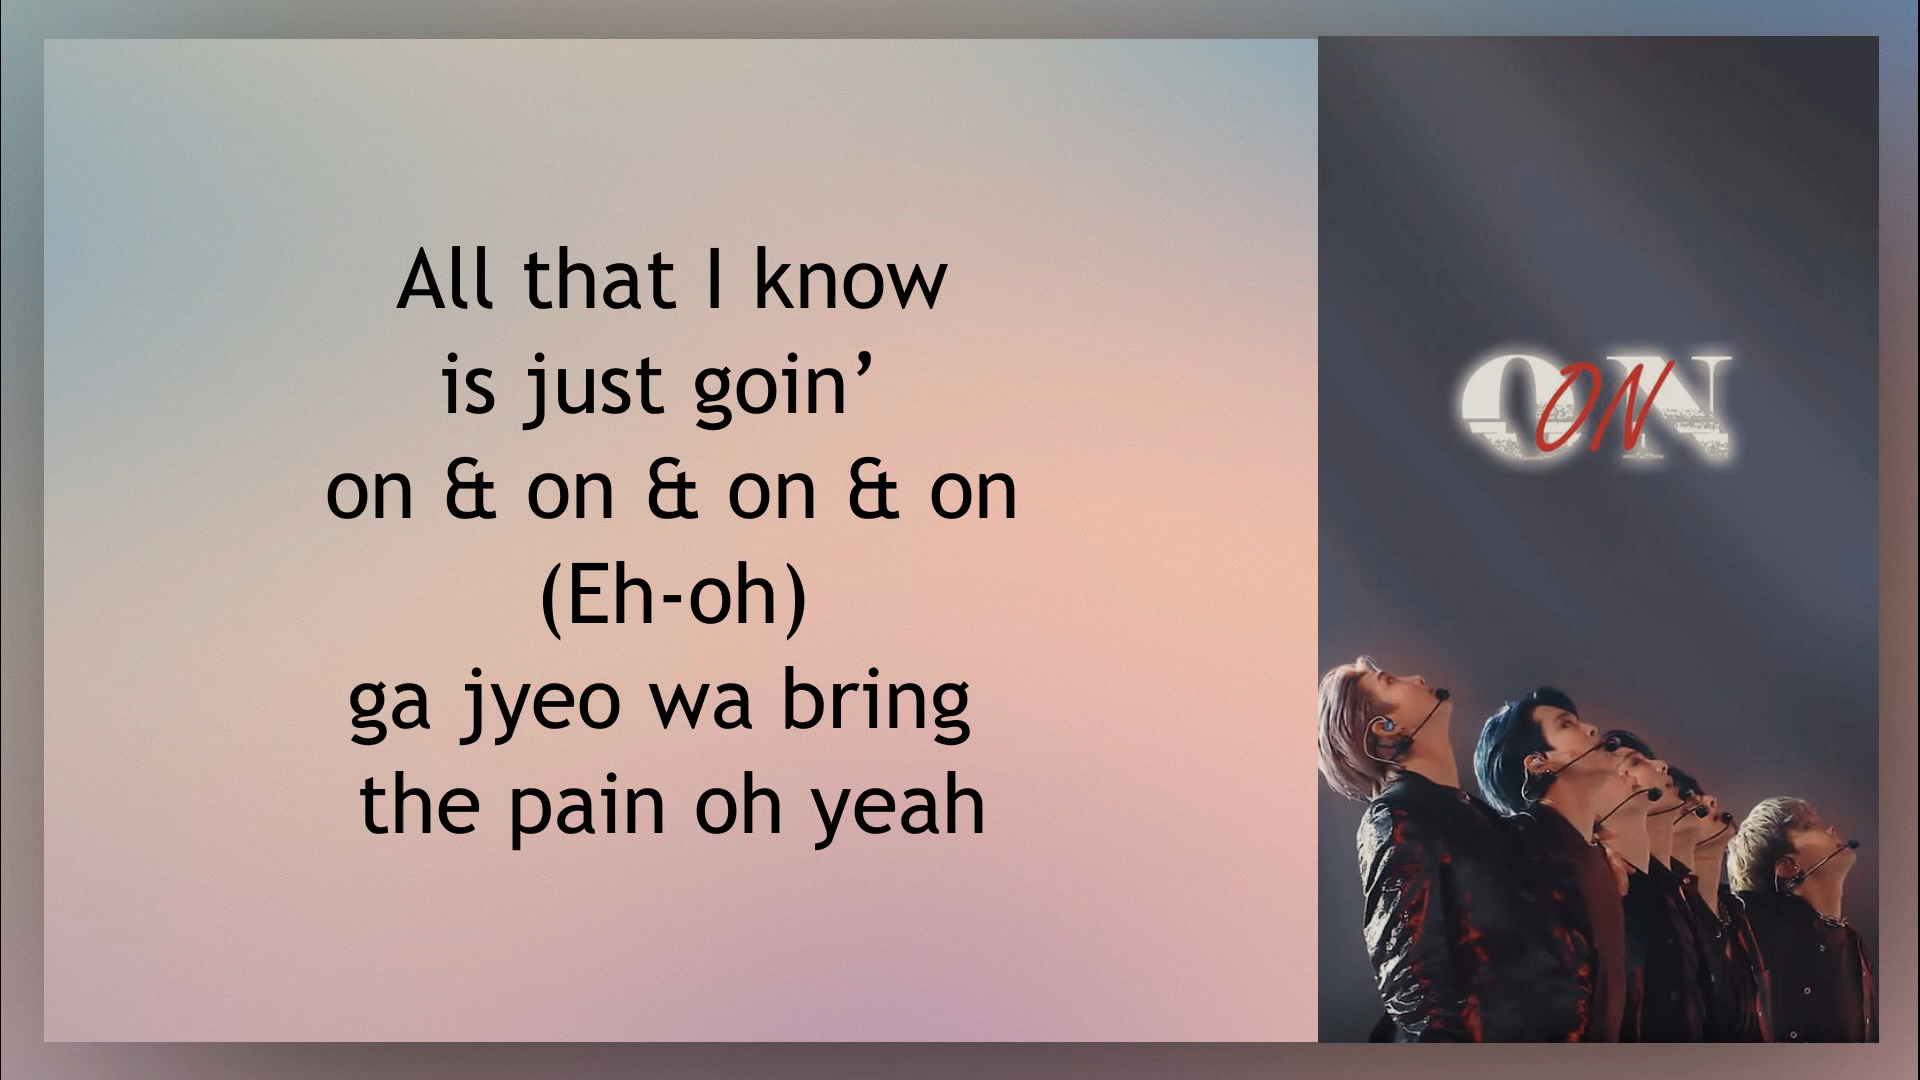 All that I know
is just goin’
on & on & on & on
(Eh-oh)
ga jyeo wa bring
the pain oh yeah
ON
ON